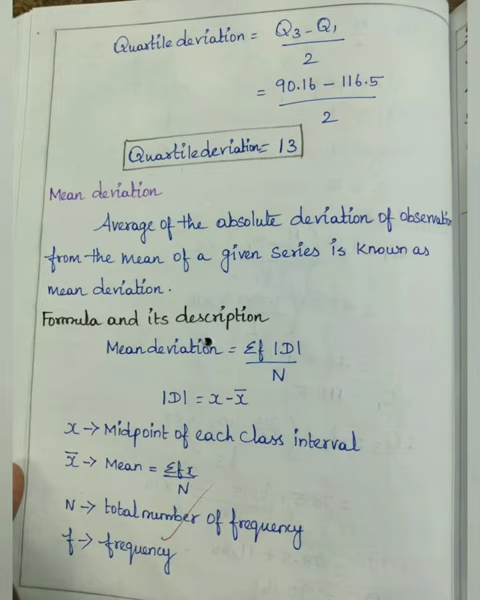 Quartile deviation = Q₃ - Q₁
2
= 90.16 - 116.5
2
Quartile deviation = 13
Mean deviation
Average of the absolute deviation of observatio
from the mean of a given series is known as
mean deviation.
Formula and its description
Mean deviation = Σf |D|
N
|D| = x - x̅
x → Midpoint of each class interval
x̅ → Mean = Σfx
N
N → total number of frequency
f → frequency